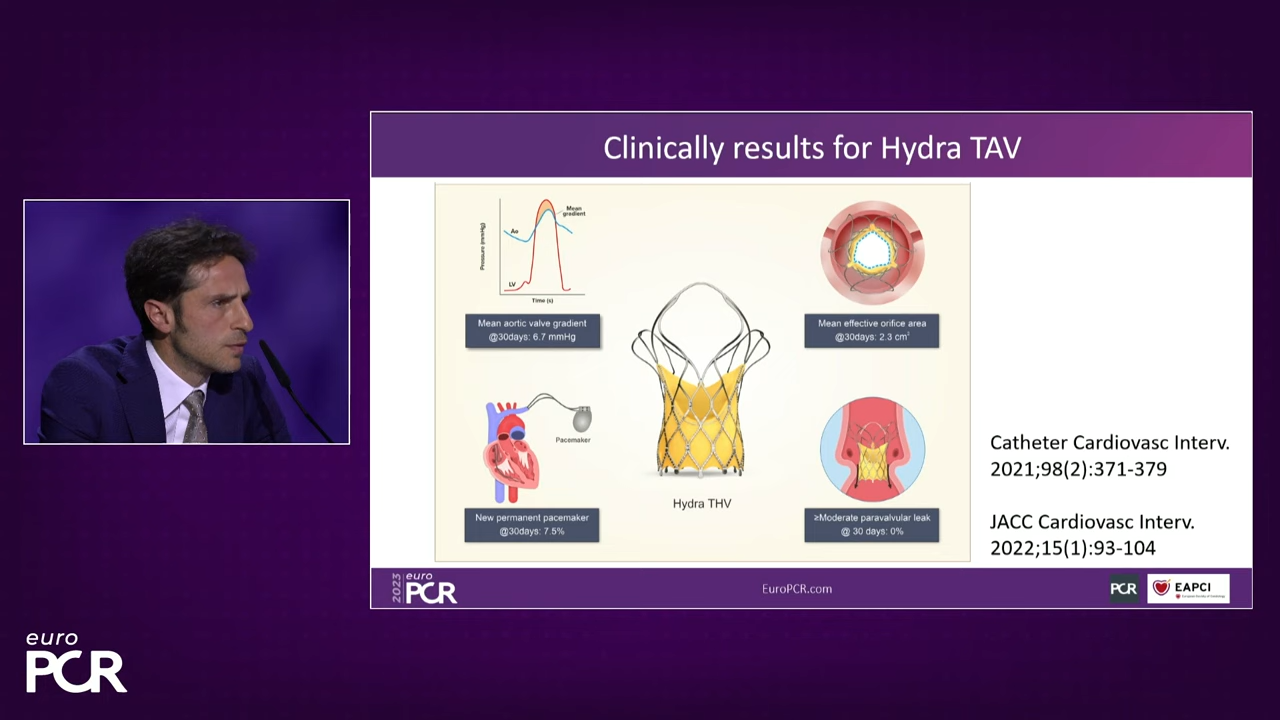 Clinically results for Hydra TAV
Pressure (mmHg)
Ao
Mean
gradient
LV
Time (s)
Mean aortic valve gradient
@30days: 6.7 mmHg
Mean effective orifice area
@30days: 2.3 cm²
Pacemaker
New permanent pacemaker
@30days: 7.5%
Hydra THV
≥Moderate paravalvular leak
@ 30 days: 0%
Catheter Cardiovasc Interv.
2021;98(2):371-379
JACC Cardiovasc Interv.
2022;15(1):93-104
2023
euro
PCR
EuroPCR.com
PCR
EAPCI
euro
PCR